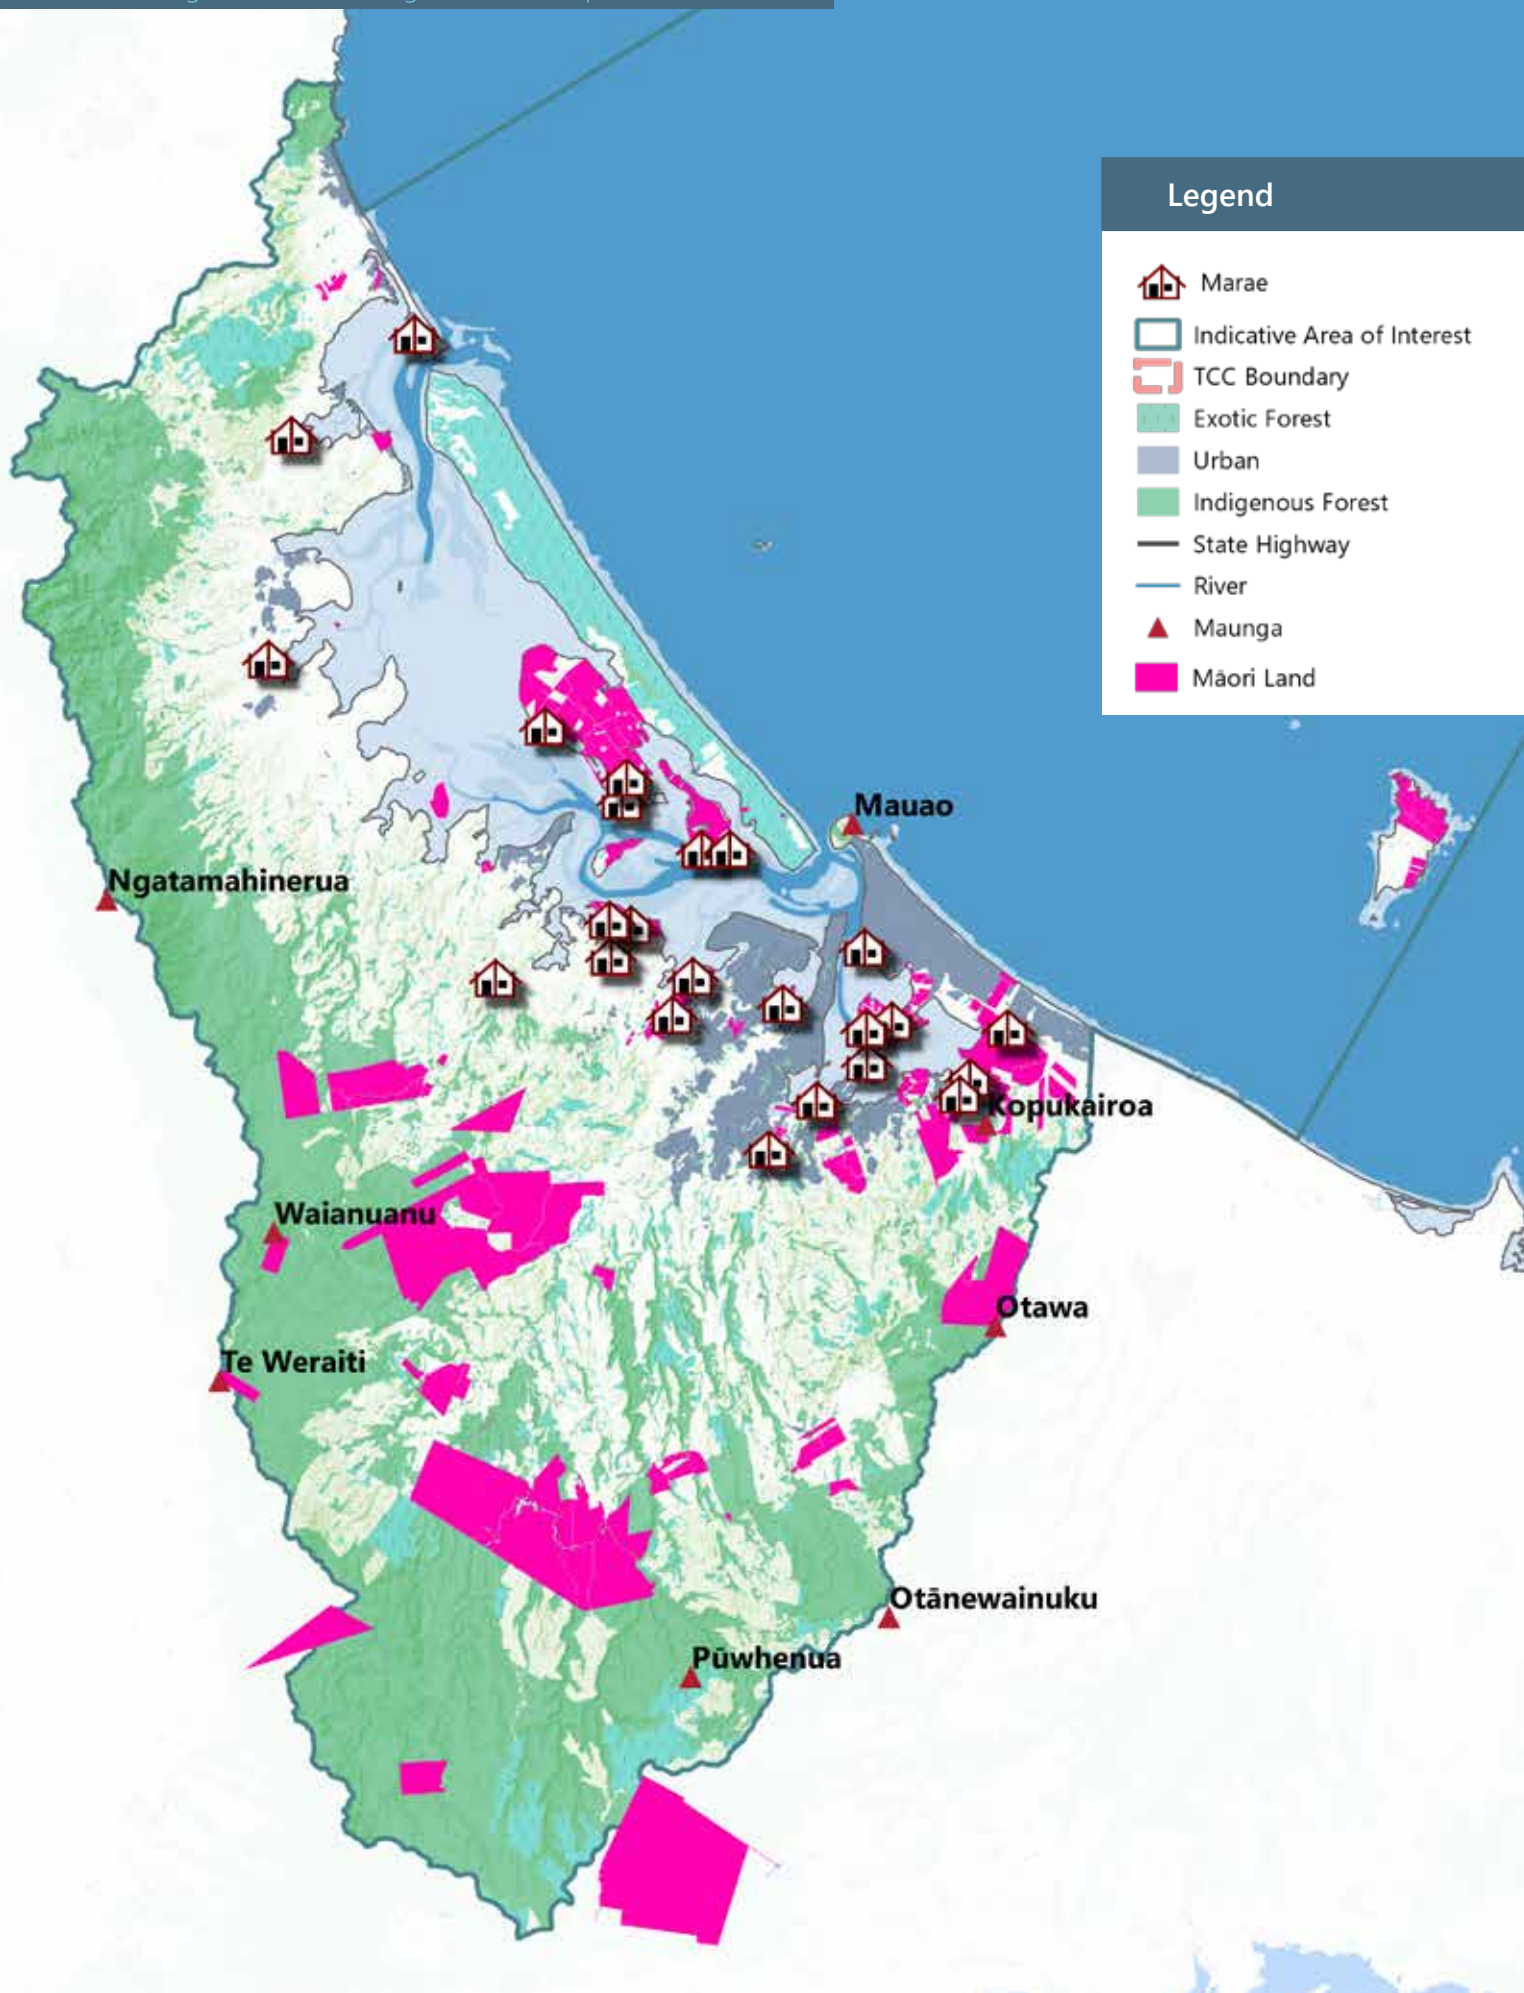 Legend
Marae
Indicative Area of Interest
TCC Boundary
Exotic Forest
Urban
Indigenous Forest
State Highway
River
Maunga
Māori Land
Mauao
Ngatamahinerua
Kopukairoa
Waianuanu
Otawa
Te Weraiti
Otānewainuku
Pūwhenua